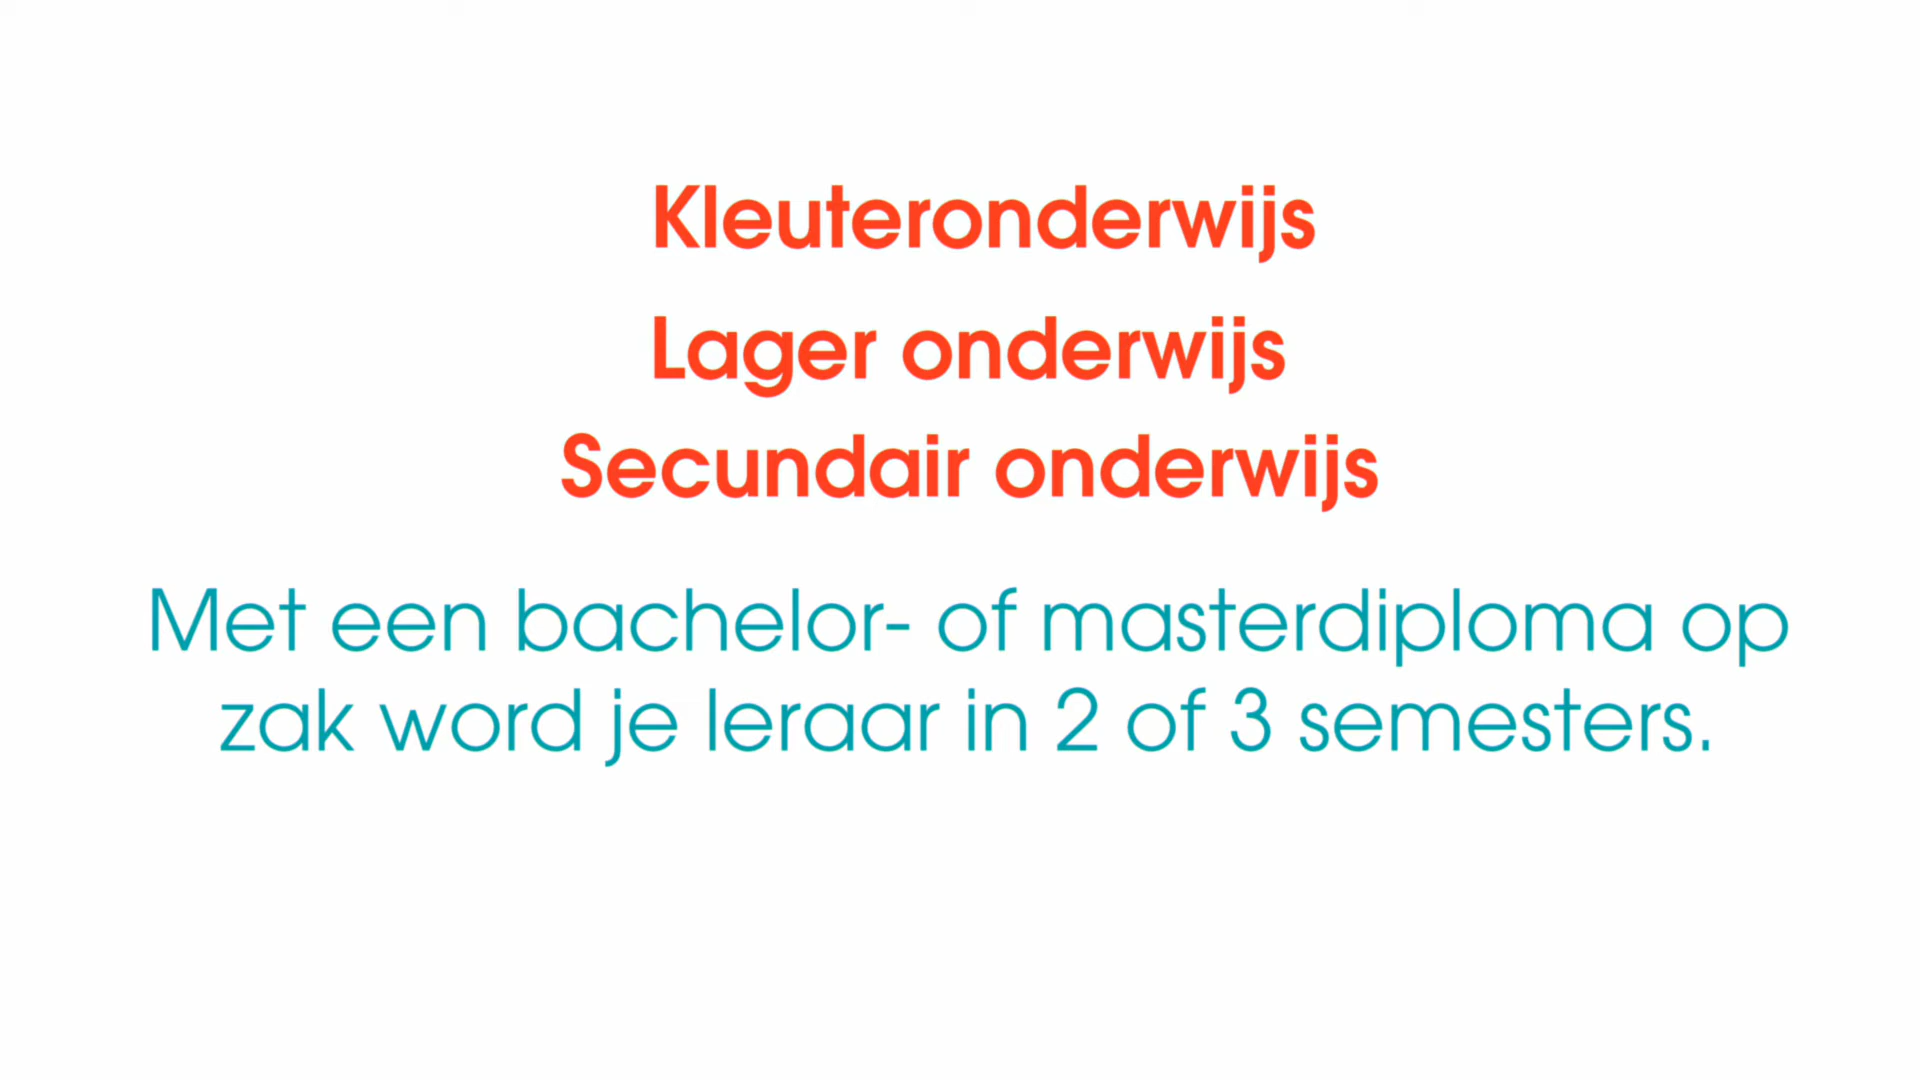 Kleuteronderwijs
Lager onderwijs
Secundair onderwijs
Met een bachelor- of masterdiploma op
zak word je leraar in 2 of 3 semesters.